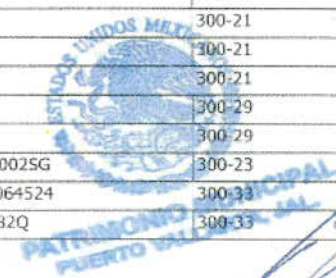 300-21
300-21
300-21
300-29
300-29
002SG 300-23
064524 300-33
32Q 300-33
ESTADOS UNIDOS MEXICANOS
PATRIMONIO MUNICIPAL
PUERTO VALLARTA, JAL.